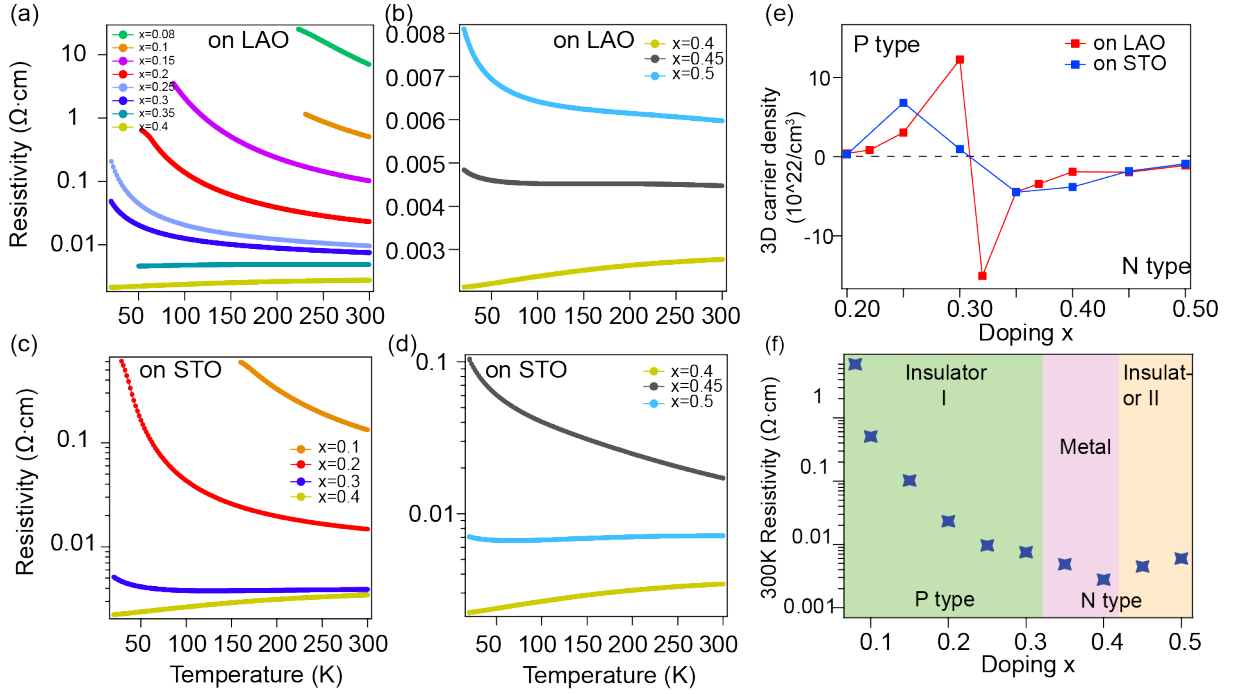 (a)
on LAO
x=0.08
x=0.1
x=0.15
x=0.2
x=0.25
x=0.3
x=0.35
x=0.4
10
1
0.1
0.01
Resistivity (Ω·cm)
50 100 150 200 250 300
(b)
on LAO
x=0.4
x=0.45
x=0.5
0.008
0.007
0.006
0.005
0.004
0.003
50 100 150 200 250 300
(c)
on STO
x=0.1
x=0.2
x=0.3
x=0.4
0.1
0.01
Resistivity (Ω·cm)
50 100 150 200 250 300
Temperature (K)
(d)
on STO
x=0.4
x=0.45
x=0.5
0.1
0.01
50 100 150 200 250 300
Temperature (K)
(e)
P type
on LAO
on STO
10
0
-10
3D carrier density
(10^22/cm³)
N type
0.20 0.30 0.40 0.50
Doping x
(f)
Insulator
I
Metal
Insulat-
or II
1
0.1
0.01
0.001
300K Resistivity (Ω·cm)
P type
N type
0.1 0.2 0.3 0.4 0.5
Doping x